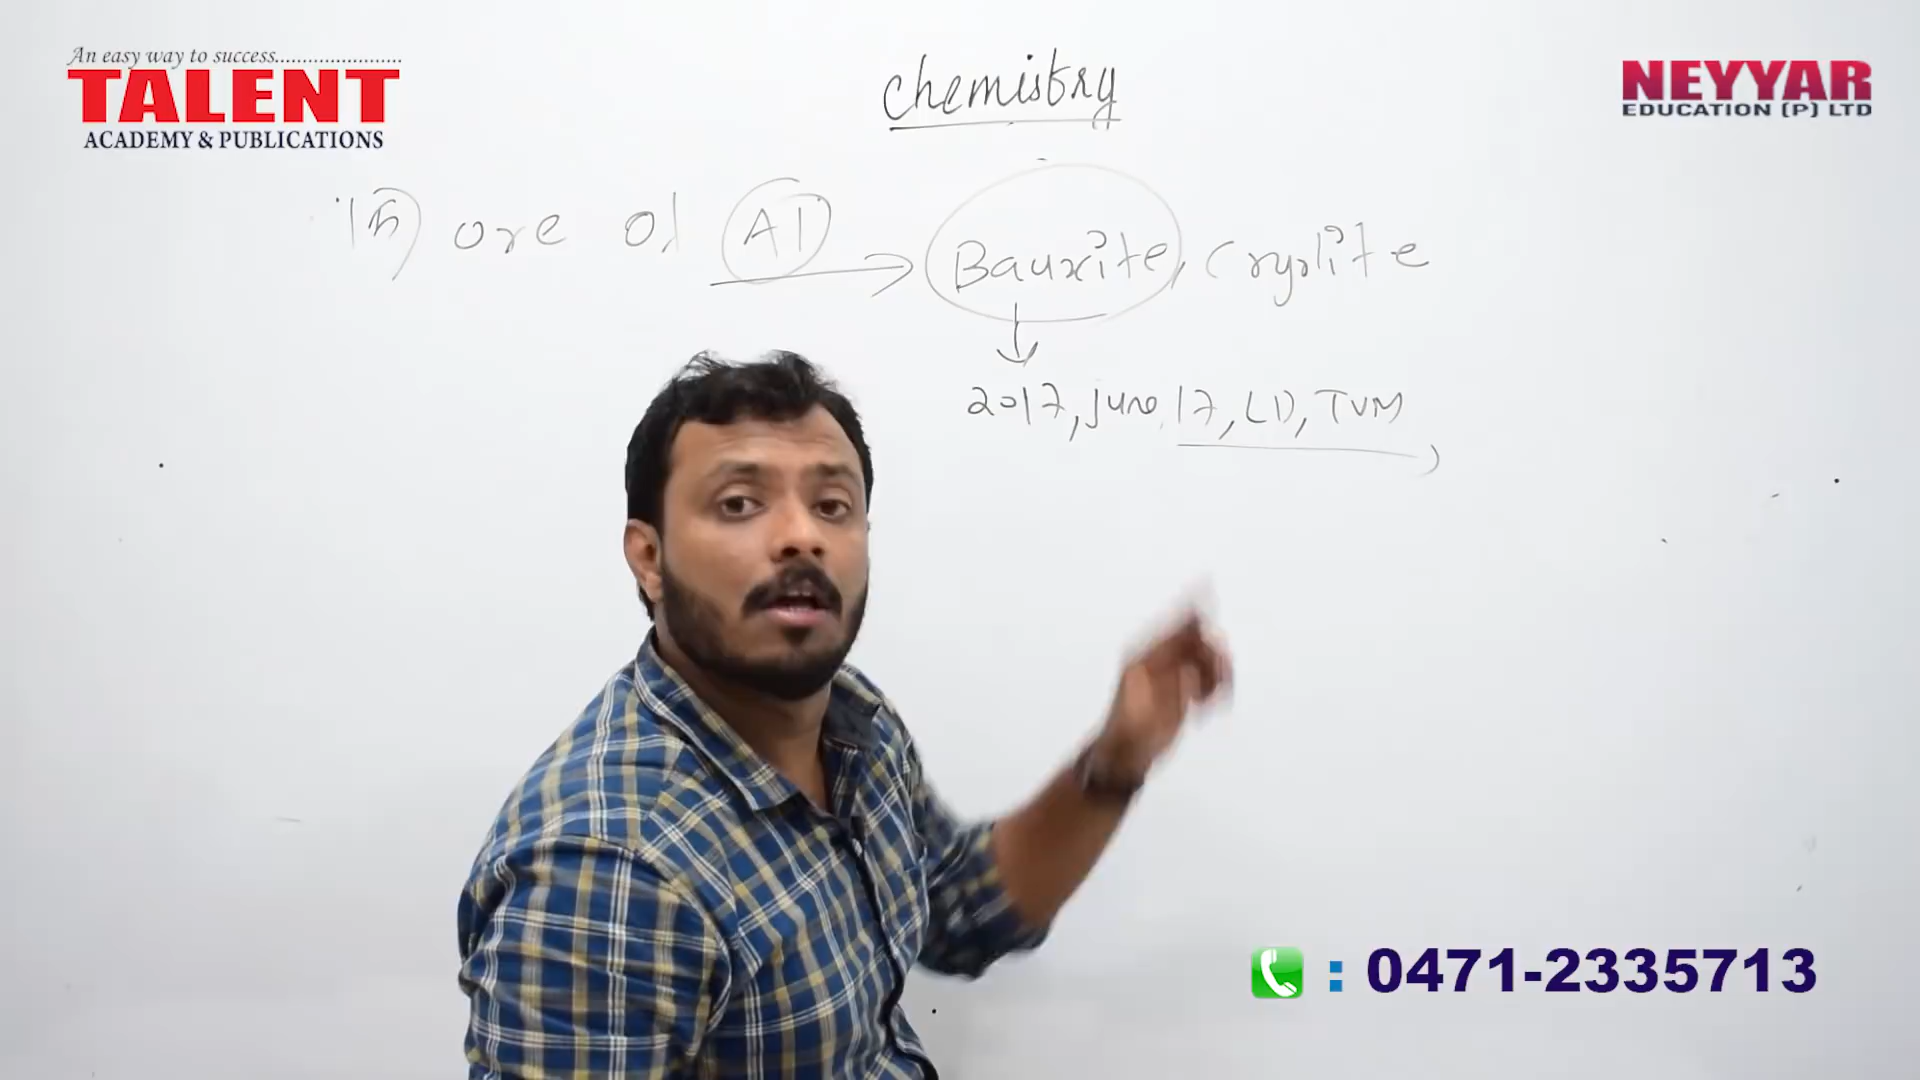 An easy way to success.......................
TALENT
ACADEMY & PUBLICATIONS
NEYYAR
EDUCATION (P) LTD
chemistry
ore of Al → Bauxite, Cryolite
2017, june, 17, LD, TVM
: 0471-2335713